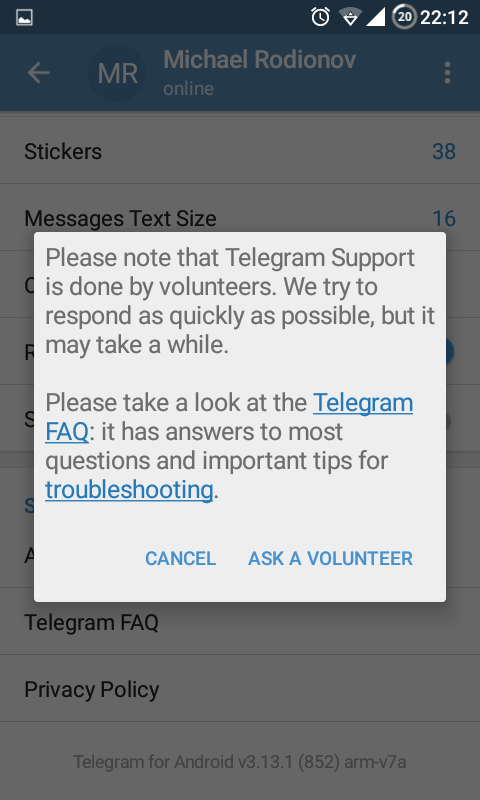 20 22:12
MR
Michael Rodionov
online
Stickers 38
Messages Text Size 16
Please note that Telegram Support
is done by volunteers. We try to
respond as quickly as possible, but it
may take a while.
Please take a look at the Telegram
FAQ: it has answers to most
questions and important tips for
troubleshooting.
CANCEL ASK A VOLUNTEER
Telegram FAQ
Privacy Policy
Telegram for Android v3.13.1 (852) arm-v7a